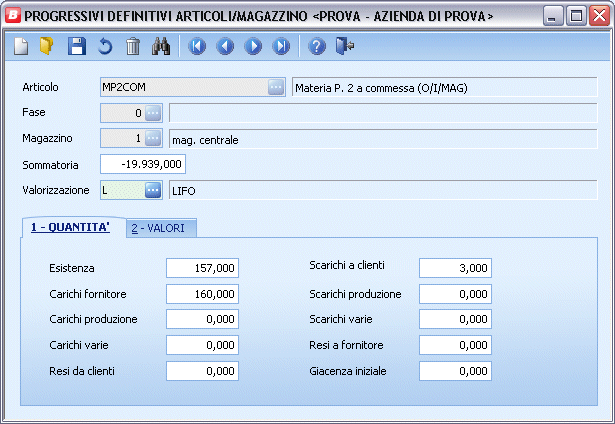 B PROGRESSIVI DEFINITIVI ARTICOLI/MAGAZZINO <PROVA - AZIENDA DI PROVA>
Articolo MP2COM ... Materia P. 2 a commessa (O/I/MAG)
Fase 0 ...
Magazzino 1 ... mag. centrale
Sommatoria -19.939,000
Valorizzazione L ... LIFO
1 - QUANTITA' 2 - VALORI
Esistenza 157,000 Scarichi a clienti 3,000
Carichi fornitore 160,000 Scarichi produzione 0,000
Carichi produzione 0,000 Scarichi varie 0,000
Carichi varie 0,000 Resi a fornitore 0,000
Resi da clienti 0,000 Giacenza iniziale 0,000